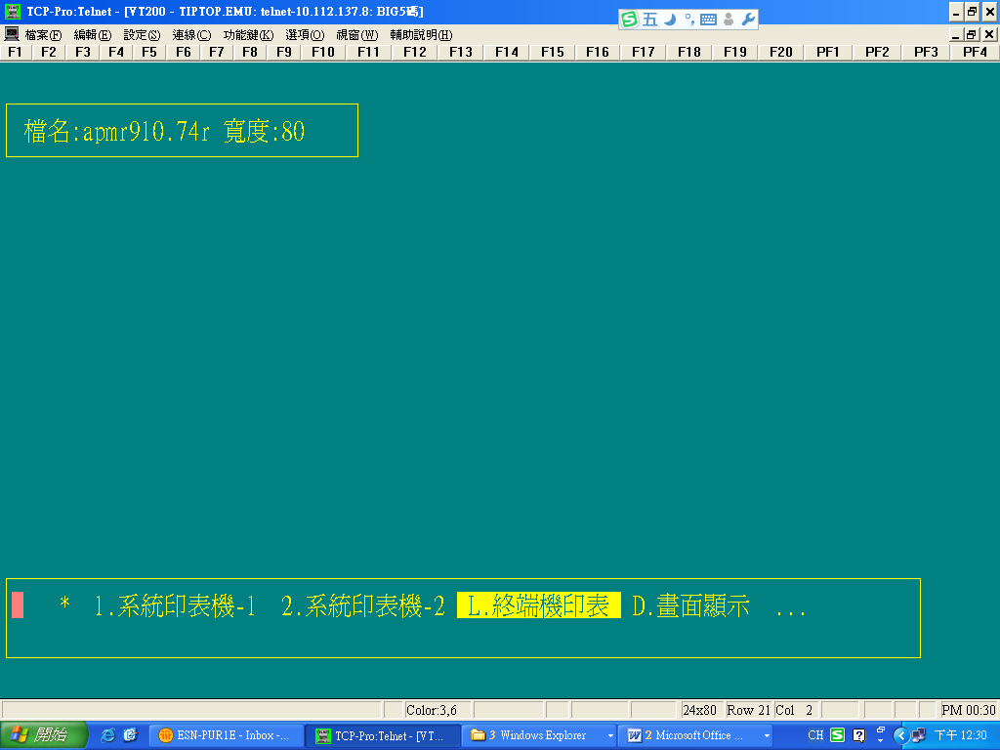 TCP-Pro:Telnet - [VT200 - TIPTOP.EMU: telnet-10.112.137.8: BIG5碼]
五
檔案(F) 編輯(E) 設定(S) 連線(C) 功能鍵(K) 選項(O) 視窗(W) 輔助說明(H)
F1 F2 F3 F4 F5 F6 F7 F8 F9 F10 F11 F12 F13 F14 F15 F16 F17 F18 F19 F20 PF1 PF2 PF3 PF4
檔名:apmr910.74r 寬度:80
* 1.系統印表機-1 2.系統印表機-2 L.終端機印表 D.畫面顯示 ...
Color:3,6 24x80 Row 21 Col 2 PM 00:30
開始 ESN-PUR1E - Inbox -... TCP-Pro:Telnet - [VT... 3 Windows Explorer 2 Microsoft Office ... CH S 下午 12:30